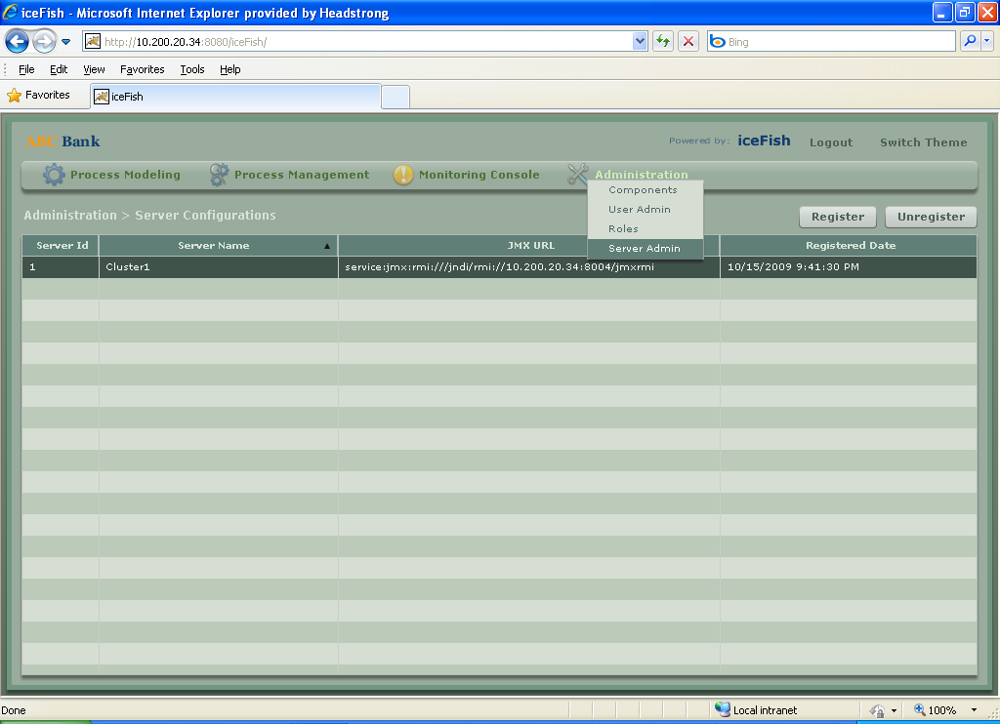 iceFish - Microsoft Internet Explorer provided by Headstrong
http://10.200.20.34:8080/iceFish/
Bing
File Edit View Favorites Tools Help
Favorites
iceFish
ABC Bank
Powered by: iceFish Logout Switch Theme
Process Modeling Process Management Monitoring Console Administration
Components
User Admin
Roles
Server Admin
Administration > Server Configurations
Register Unregister
Server Id Server Name JMX URL Registered Date
1 Cluster1 service:jmx:rmi:///jndi/rmi://10.200.20.34:8004/jmxrmi 10/15/2009 9:41:30 PM
Done Local intranet 100%